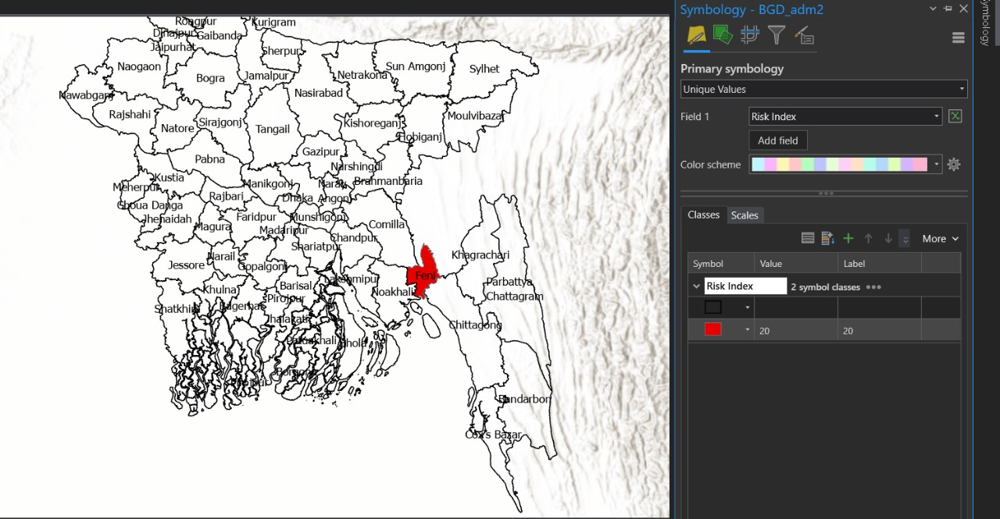 Rongpur
Kurigram
Dinajpur
Gaibanda
Jaipurhat
Sherpur
Naogaon
Sun Amgonj
Sylhet
Bogra
Jamalpur
Netrakona
Nawabganj
Nasirabad
Rajshahi
Moulvibazar
Sirajgonj
Natore
Tangail
Kishoreganj
Hobiganj
Gazipur
Pabna
Narshingdi
Kustia
Brahmanbaria
Meherpur
Manikgonj
Naray
Rajbari
Dhaka
Angonj
Choua Danga
Jhenaidah
Faridpur
Munshigonj
Magura
Madaripur
Comilla
Chandpur
Shariatpur
Khagrachari
Narail
Jessore
Gopalgonj
Feni
Lakshmipur
Parbattya
Chattagram
Khulna
Barisal
Noakhali
Pirojpur
Shatkhira
Bagerhat
Jhalakati
Chittagong
Patuakhali
Bhola
Borgona
Pirojpur
Bandarbon
Cox's Bazar
Symbology - BGD_adm2
Symbology
Primary symbology
Unique Values
Field 1
Risk Index
Add field
Color scheme
Classes
Scales
More
Symbol
Value
Label
Risk Index
2 symbol classes
20
20